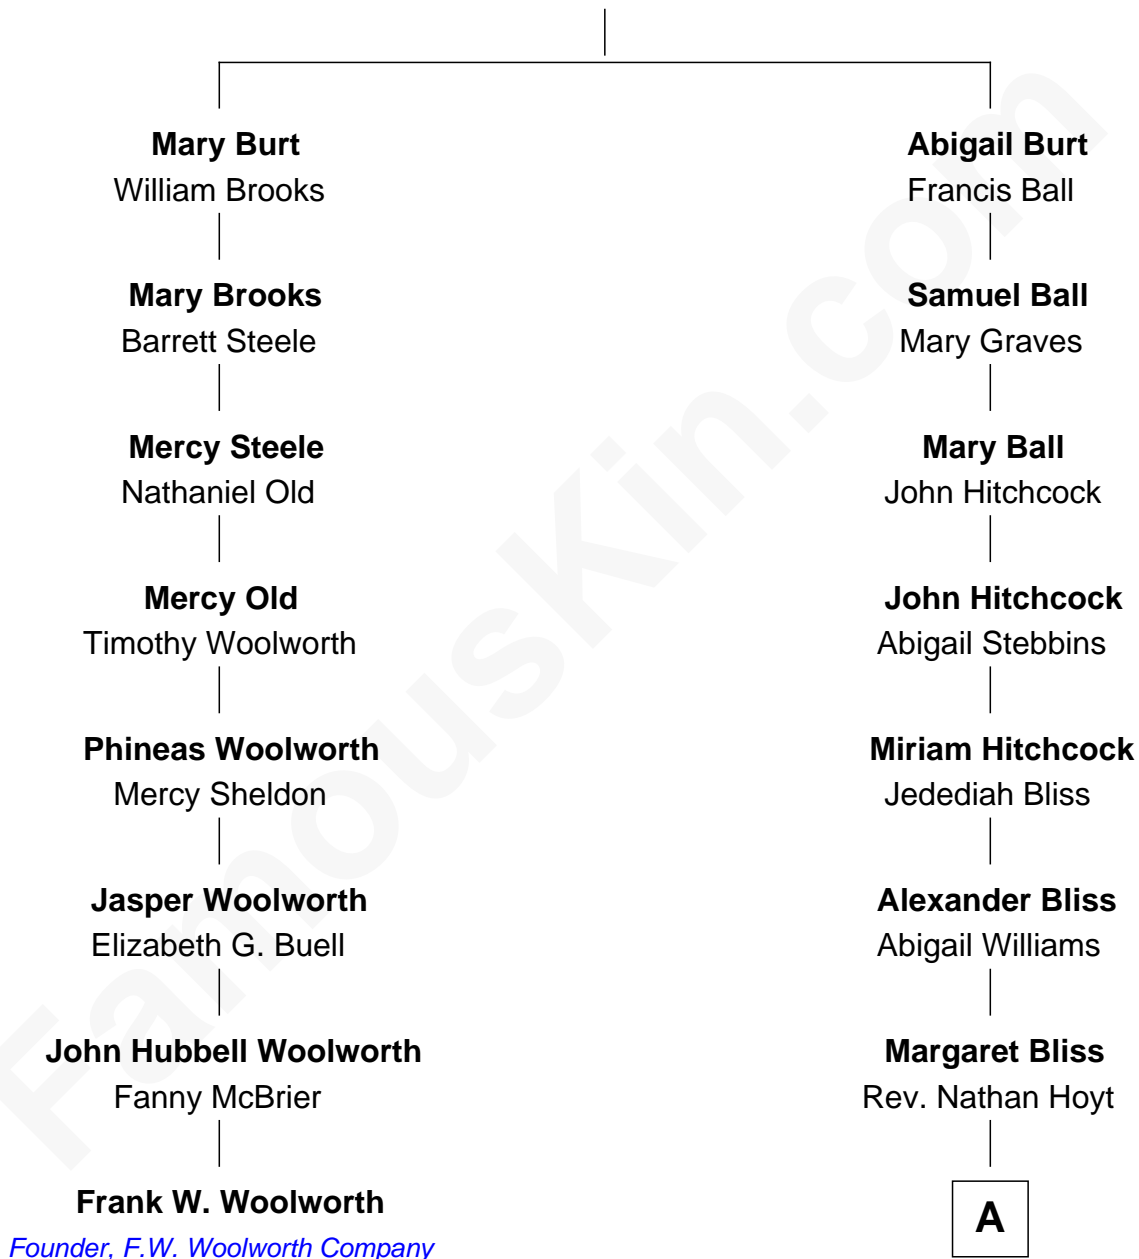 Mary Burt
William Brooks
Abigail Burt
Francis Ball
Mary Brooks
Barrett Steele
Samuel Ball
Mary Graves
Mercy Steele
Nathaniel Old
Mary Ball
John Hitchcock
Mercy Old
Timothy Woolworth
John Hitchcock
Abigail Stebbins
Phineas Woolworth
Mercy Sheldon
Miriam Hitchcock
Jedediah Bliss
Jasper Woolworth
Elizabeth G. Buell
Alexander Bliss
Abigail Williams
John Hubbell Woolworth
Fanny McBrier
Margaret Bliss
Rev. Nathan Hoyt
Frank W. Woolworth
Founder, F.W. Woolworth Company
A
FamousKin.com